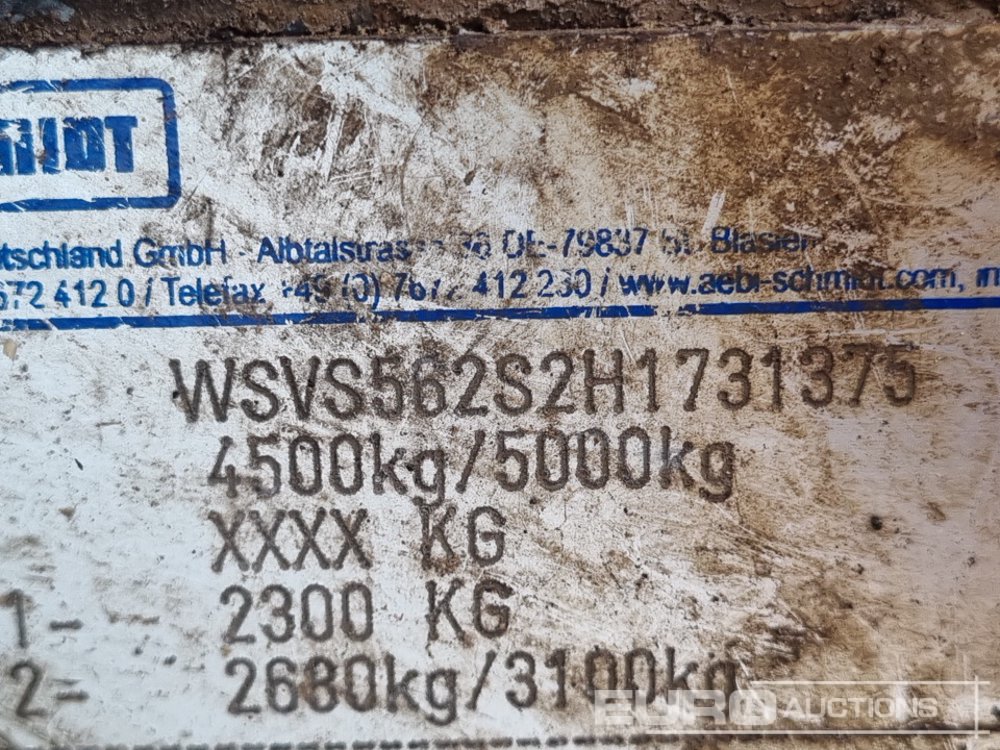 utschland GmbH - Albtalstrasse 36 DE-79837 St. Blasien
672 412 0 / Telefax +49 (0) 7672 412 230 / www.aebi-schmidt.com,
WSVS562S2H1731375
4500kg/5000kg
XXXX KG
1- - 2300 KG
2- 2680kg/3100kg
EURO AUCTIONS